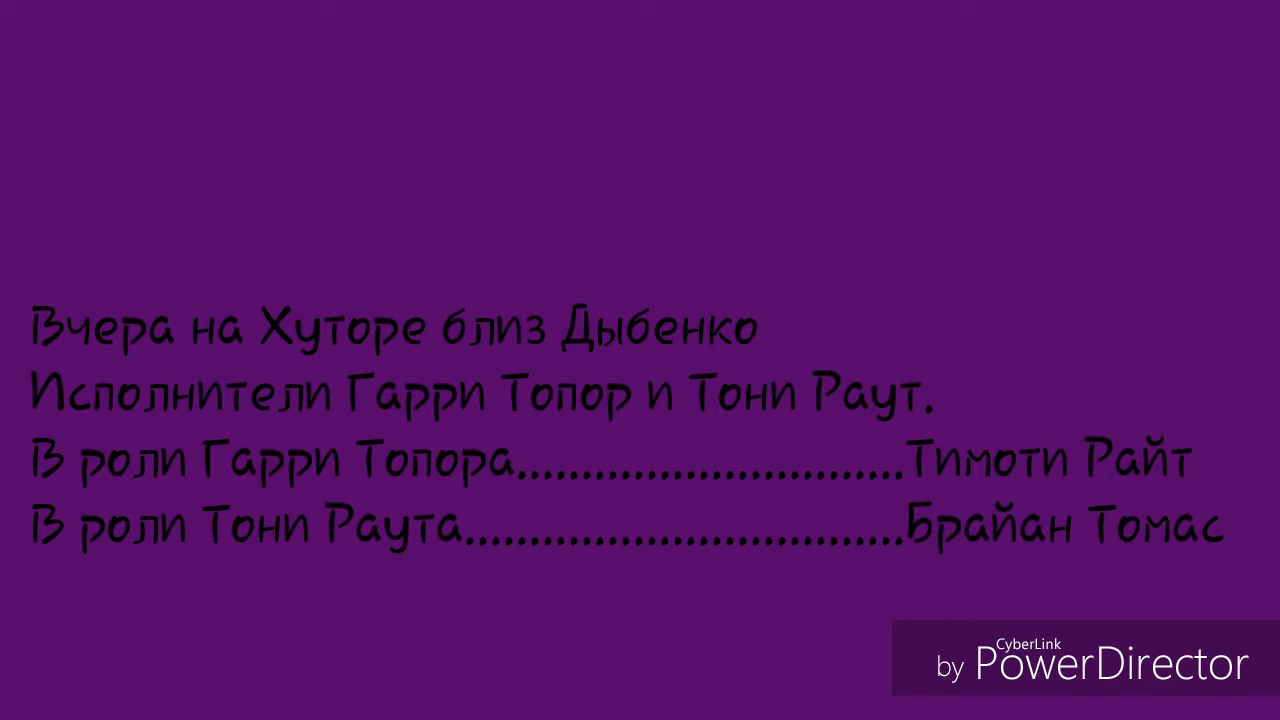 Вчера на Хуторе близ Дыбенко
Исполнители Гарри Топор и Тони Раут.
В роли Гарри Топора..............................Тимоти Райт
В роли Тони Раута..................................Брайан Томас
CyberLink
by PowerDirector